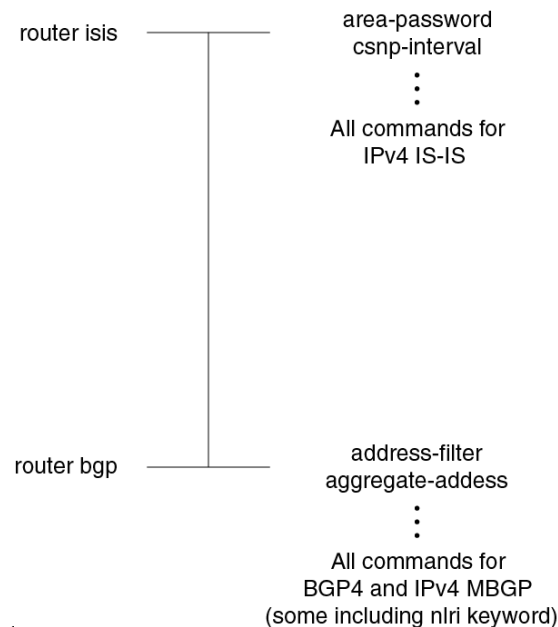 router isis
area-password
csnp-interval
All commands for
IPv4 IS-IS
router bgp
address-filter
aggregate-addess
All commands for
BGP4 and IPv4 MBGP
(some including nlri keyword)